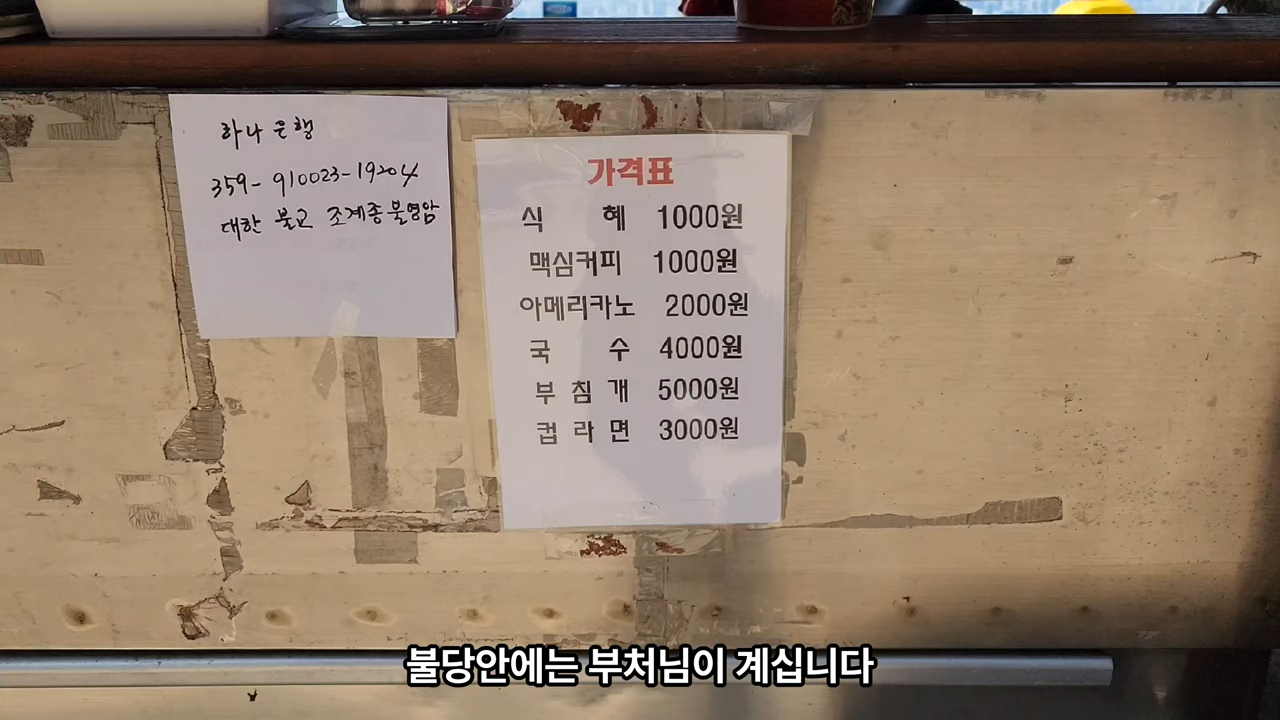 하나은행
359-910023-19204
대한 불교 조계종 불영암
가격표
식 혜 1000원
맥심커피 1000원
아메리카노 2000원
국 수 4000원
부 침 개 5000원
컵 라 면 3000원
불당안에는 부처님이 계십니다